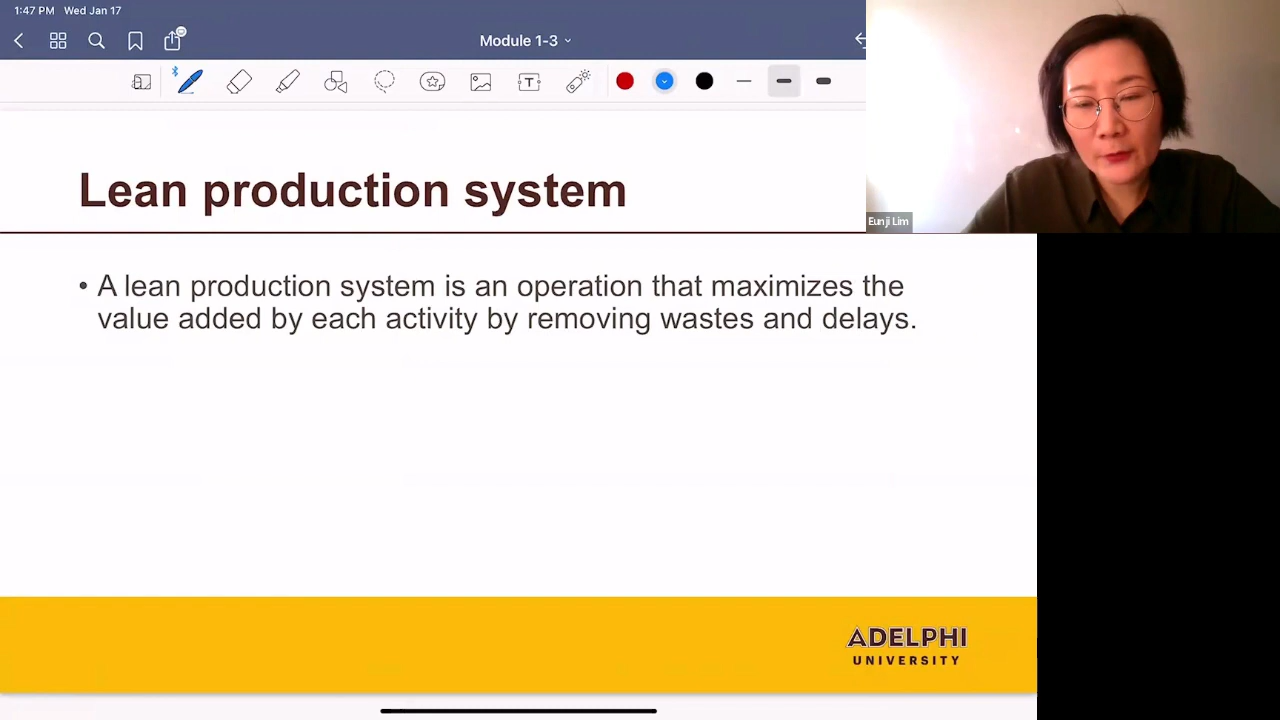 1:47 PM Wed Jan 17
Module 1-3
T
Eunji Lim
Lean production system
• A lean production system is an operation that maximizes the
value added by each activity by removing wastes and delays.
ADELPHI
UNIVERSITY